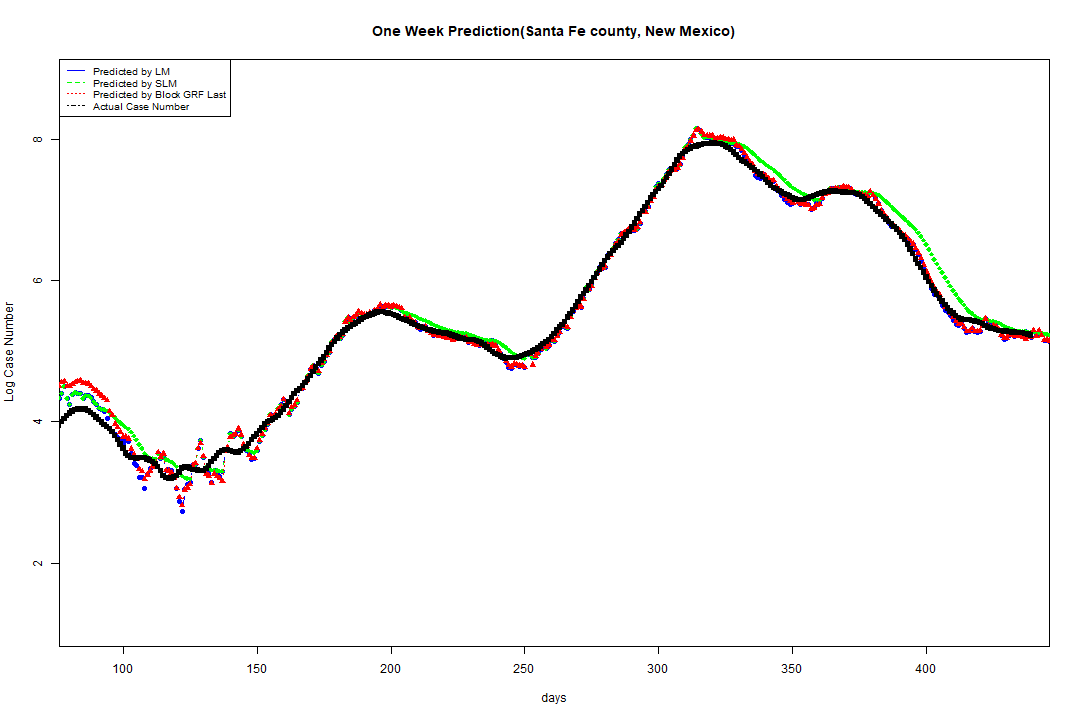 One Week Prediction(Santa Fe county, New Mexico)
Predicted by LM
Predicted by SLM
Predicted by Block GRF Last
Actual Case Number
8
6
4
2
Log Case Number
100 150 200 250 300 350 400
days